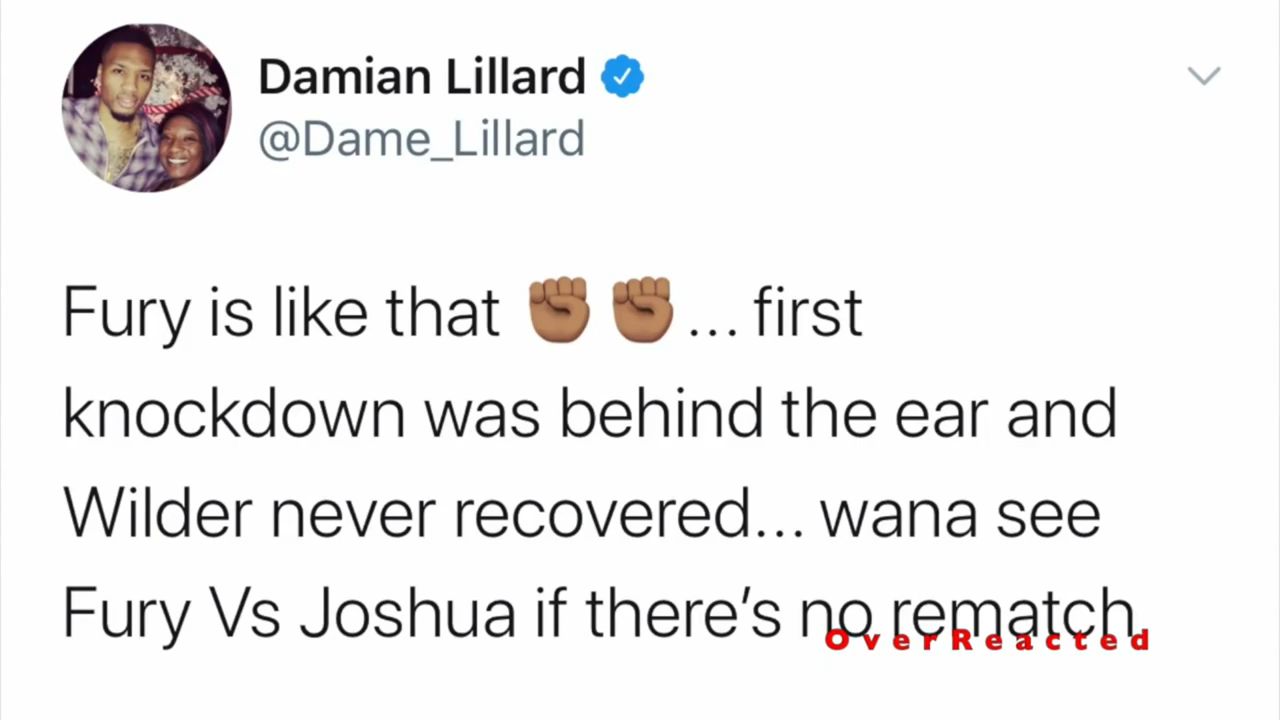 Damian Lillard
@Dame_Lillard
Fury is like that ✊🏾✊🏾... first
knockdown was behind the ear and
Wilder never recovered... wana see
Fury Vs Joshua if there’s no rematch
OverReacted